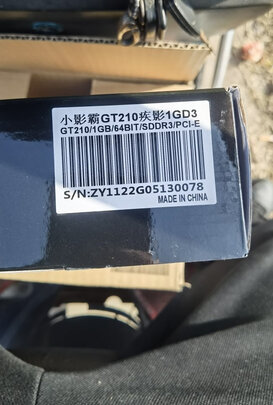 小影霸GT210疾影1GD3
GT210/1GB/64BIT/SDDR3/PCI-E
S/N:ZY1122G05130078
MADE IN CHINA